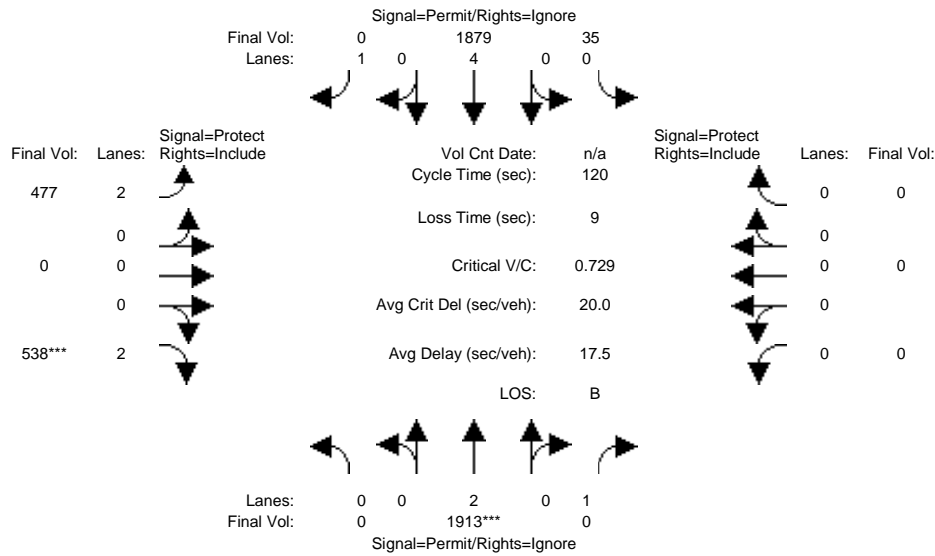 Signal=Permit/Rights=Ignore
Final Vol: 0 1879 35
Lanes: 1 0 4 0 0
Signal=Protect Signal=Protect
Final Vol: Lanes: Rights=Include Vol Cnt Date: n/a Rights=Include Lanes: Final Vol:
Cycle Time (sec): 120
477 2 0 0
Loss Time (sec): 9
0 0
0 0 Critical V/C: 0.729 0 0
0 Avg Crit Del (sec/veh): 20.0 0
538*** 2 Avg Delay (sec/veh): 17.5 0 0
LOS: B
Lanes: 0 0 2 0 1
Final Vol: 0 1913*** 0
Signal=Permit/Rights=Ignore